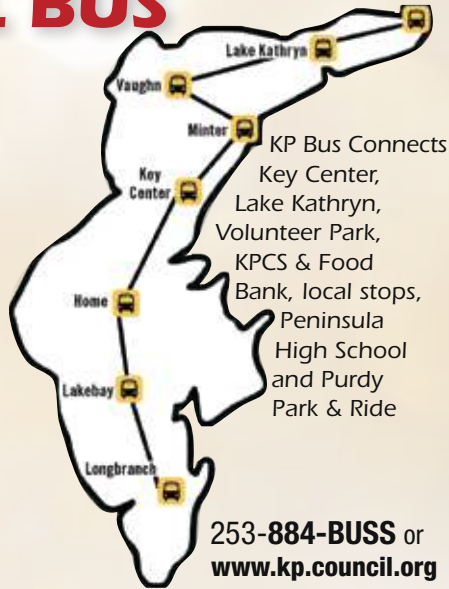 BUS
Lake Kathryn
Vaughn
Minter
Key
Center
Home
Lakebay
Longbranch
KP Bus Connects
Key Center,
Lake Kathryn,
Volunteer Park,
KPCS & Food
Bank, local stops,
Peninsula
High School
and Purdy
Park & Ride
253-884-BUSS or
www.kp.council.org